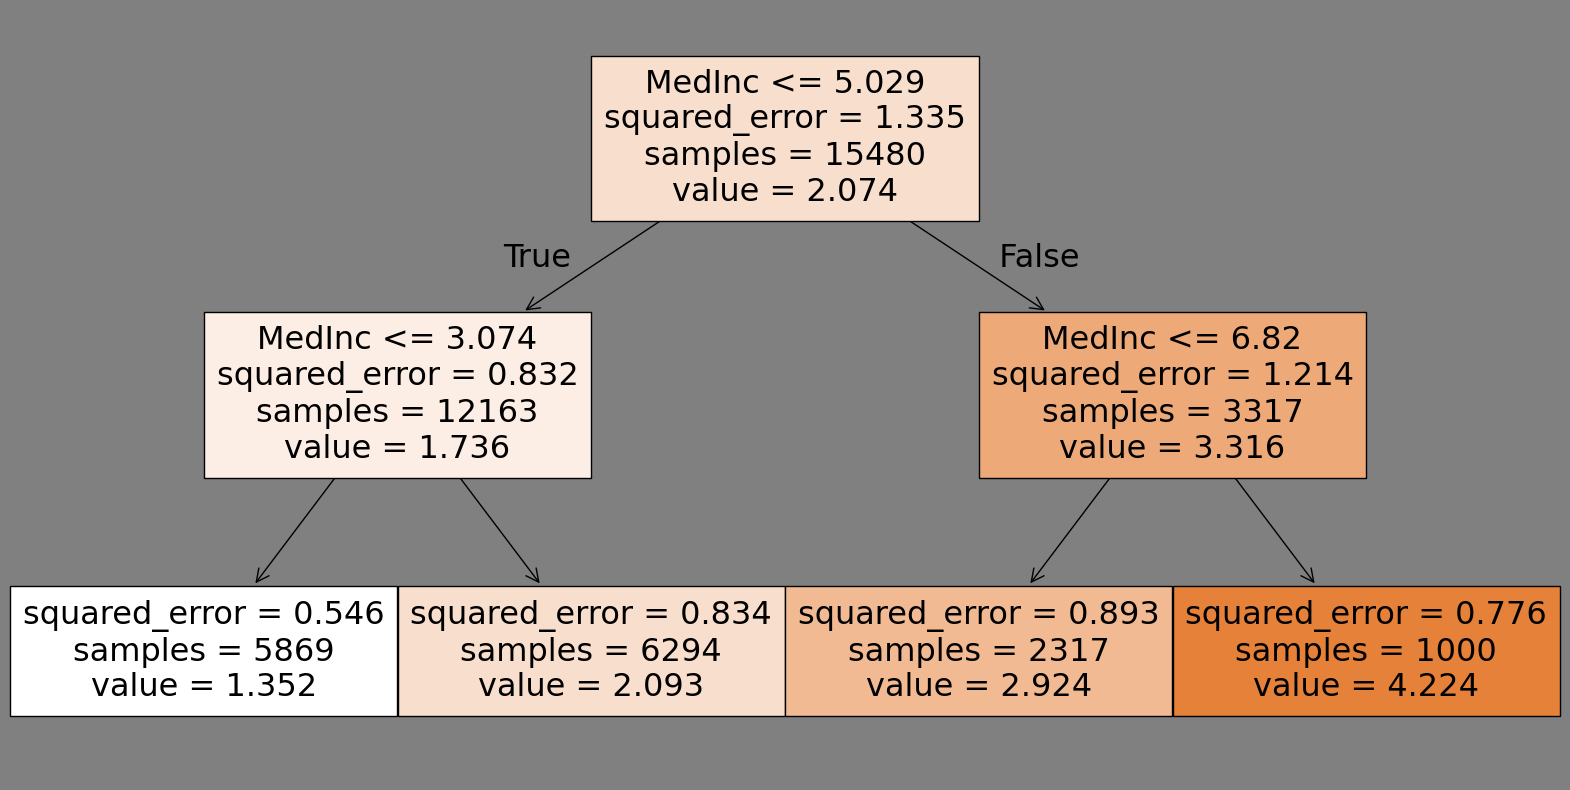 MedInc <= 5.029
squared_error = 1.335
samples = 15480
value = 2.074
True
False
MedInc <= 3.074
squared_error = 0.832
samples = 12163
value = 1.736
MedInc <= 6.82
squared_error = 1.214
samples = 3317
value = 3.316
squared_error = 0.546
samples = 5869
value = 1.352
squared_error = 0.834
samples = 6294
value = 2.093
squared_error = 0.893
samples = 2317
value = 2.924
squared_error = 0.776
samples = 1000
value = 4.224